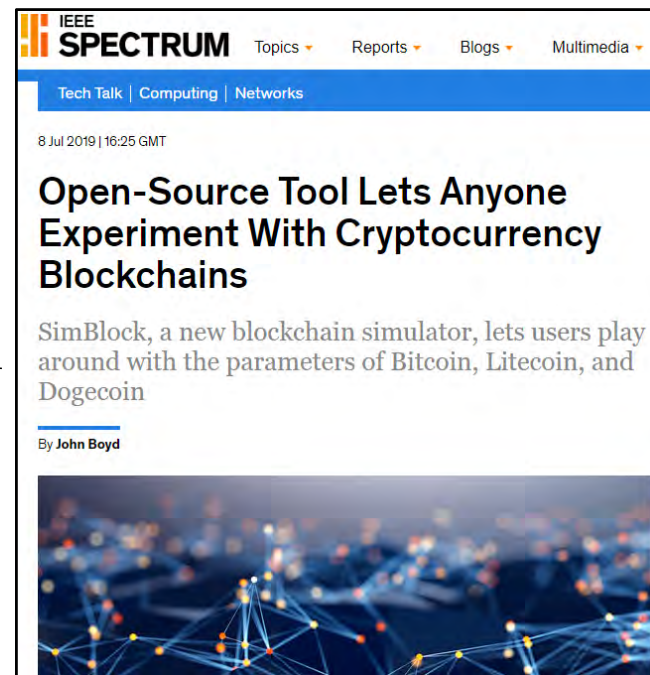 IEEE
SPECTRUM
Topics Reports Blogs Multimedia
Tech Talk | Computing | Networks
8 Jul 2019 | 16:25 GMT
Open-Source Tool Lets Anyone
Experiment With Cryptocurrency
Blockchains
SimBlock, a new blockchain simulator, lets users play
around with the parameters of Bitcoin, Litecoin, and
Dogecoin
By John Boyd